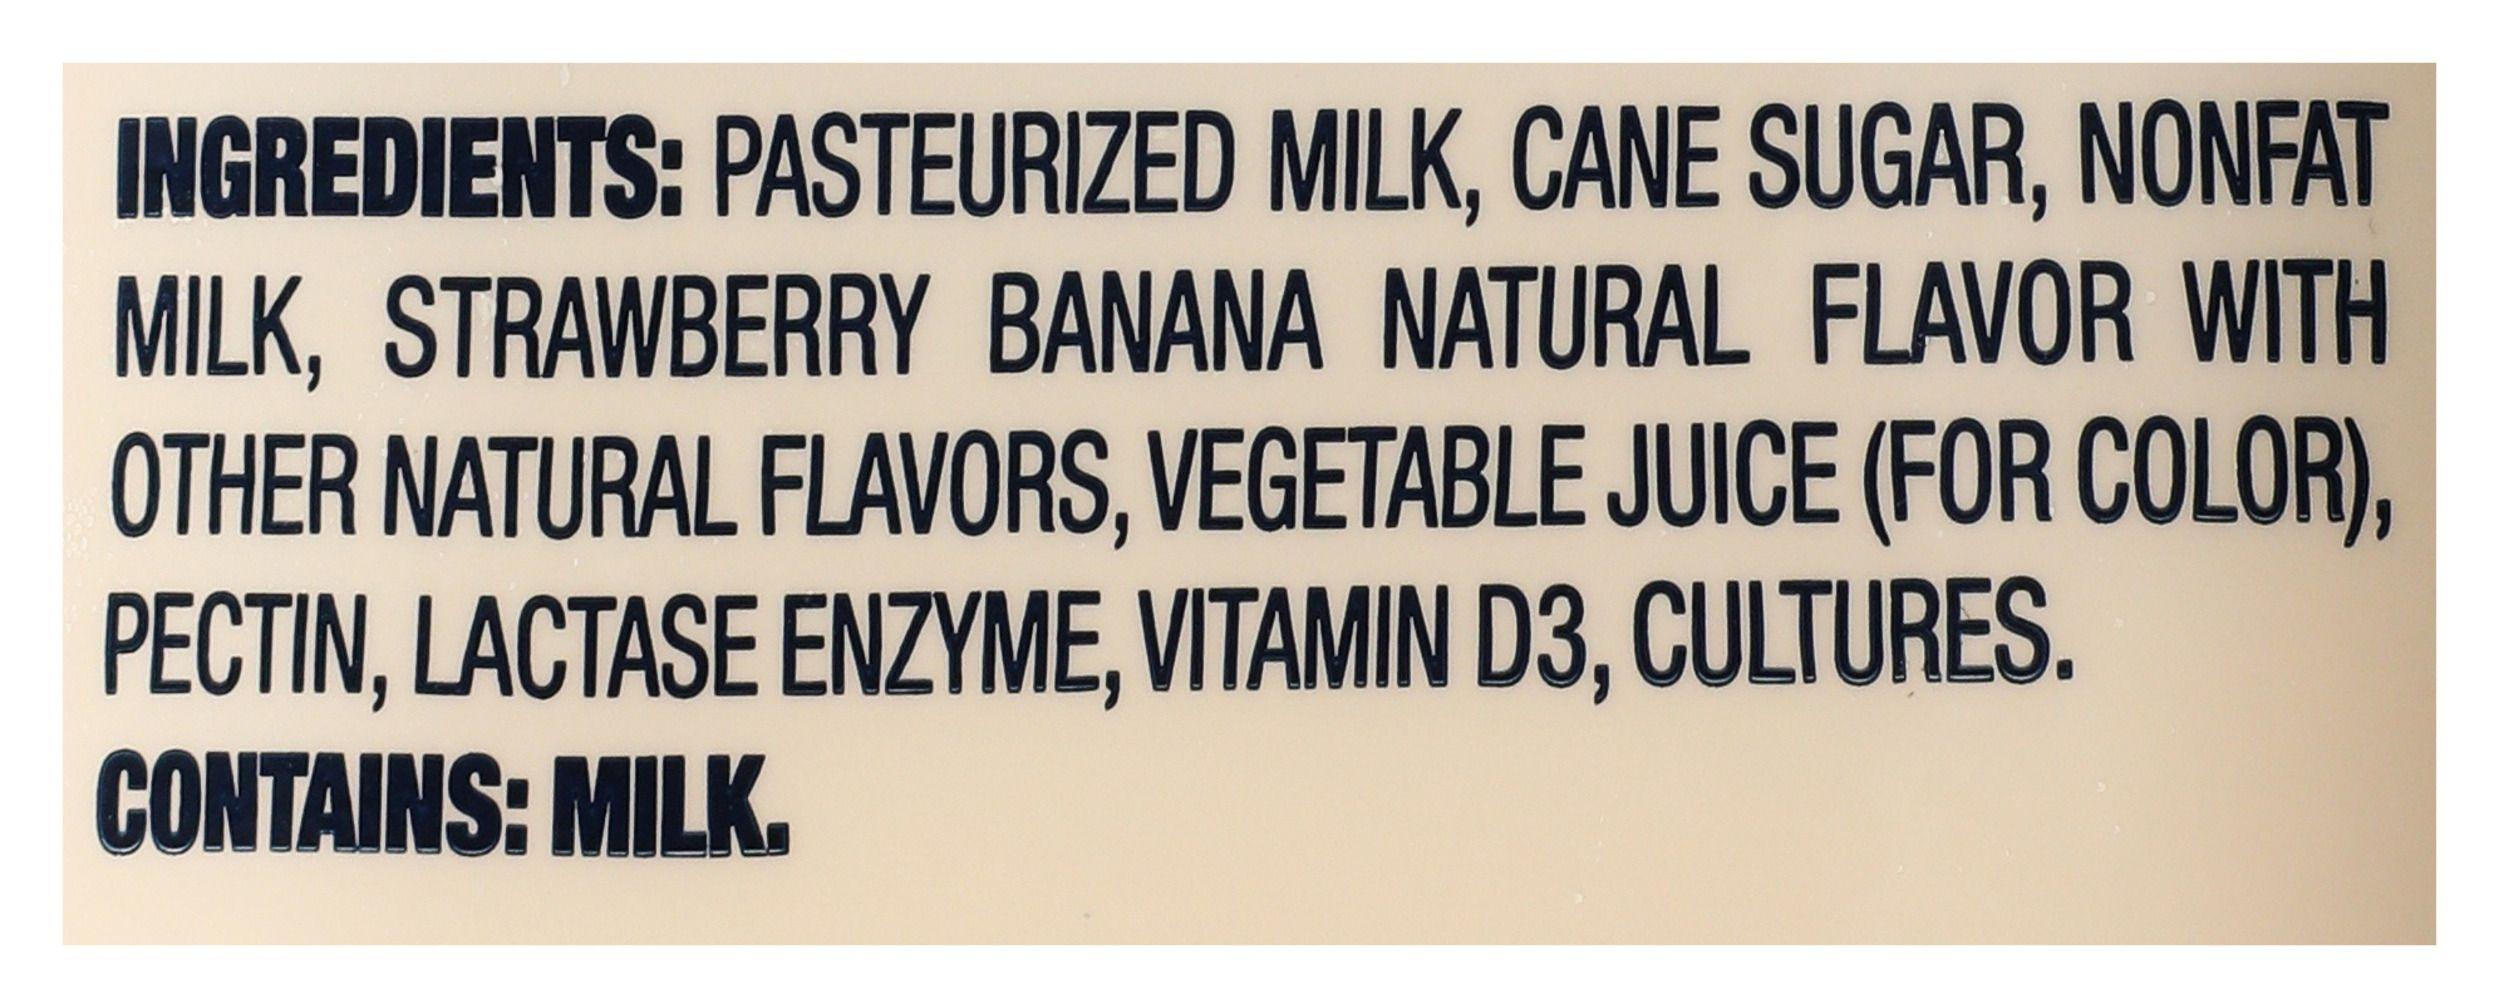 INGREDIENTS: PASTEURIZED MILK, CANE SUGAR, NONFAT
MILK, STRAWBERRY BANANA NATURAL FLAVOR WITH
OTHER NATURAL FLAVORS, VEGETABLE JUICE (FOR COLOR),
PECTIN, LACTASE ENZYME, VITAMIN D3, CULTURES.
CONTAINS: MILK.